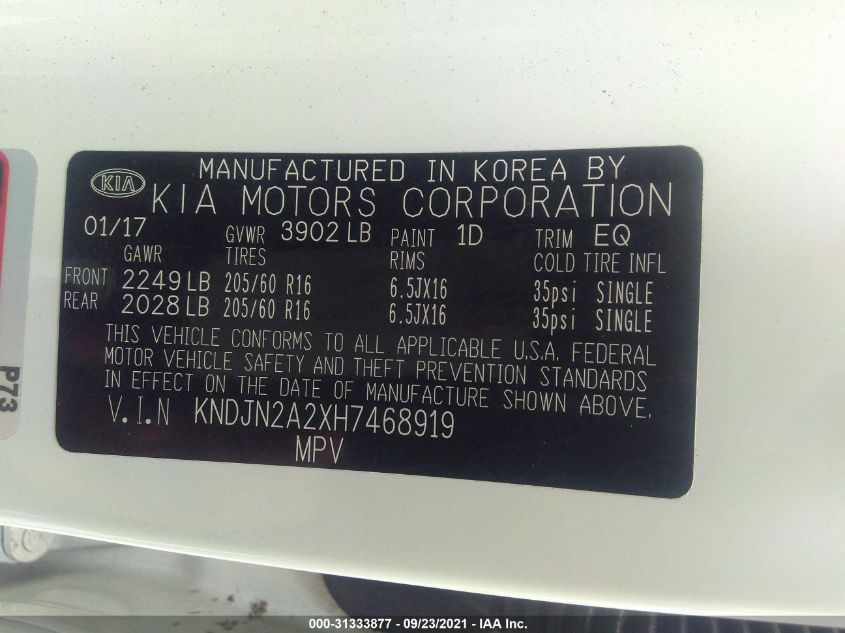 MANUFACTURED IN KOREA BY
KIA KIA MOTORS CORPORATION
01/17 GVWR 3902 LB PAINT 1D TRIM EQ
GAWR TIRES RIMS COLD TIRE INFL
FRONT 2249 LB 205/60 R16 6.5JX16 35psi SINGLE
REAR 2028 LB 205/60 R16 6.5JX16 35psi SINGLE
THIS VEHICLE CONFORMS TO ALL APPLICABLE U.S.A. FEDERAL
MOTOR VEHICLE SAFETY AND THEFT PREVENTION STANDARDS
IN EFFECT ON THE DATE OF MANUFACTURE SHOWN ABOVE.
V.I.N KNDJN2A2XH7468919
MPV
P73
000-31333877 - 09/23/2021 - IAA Inc.